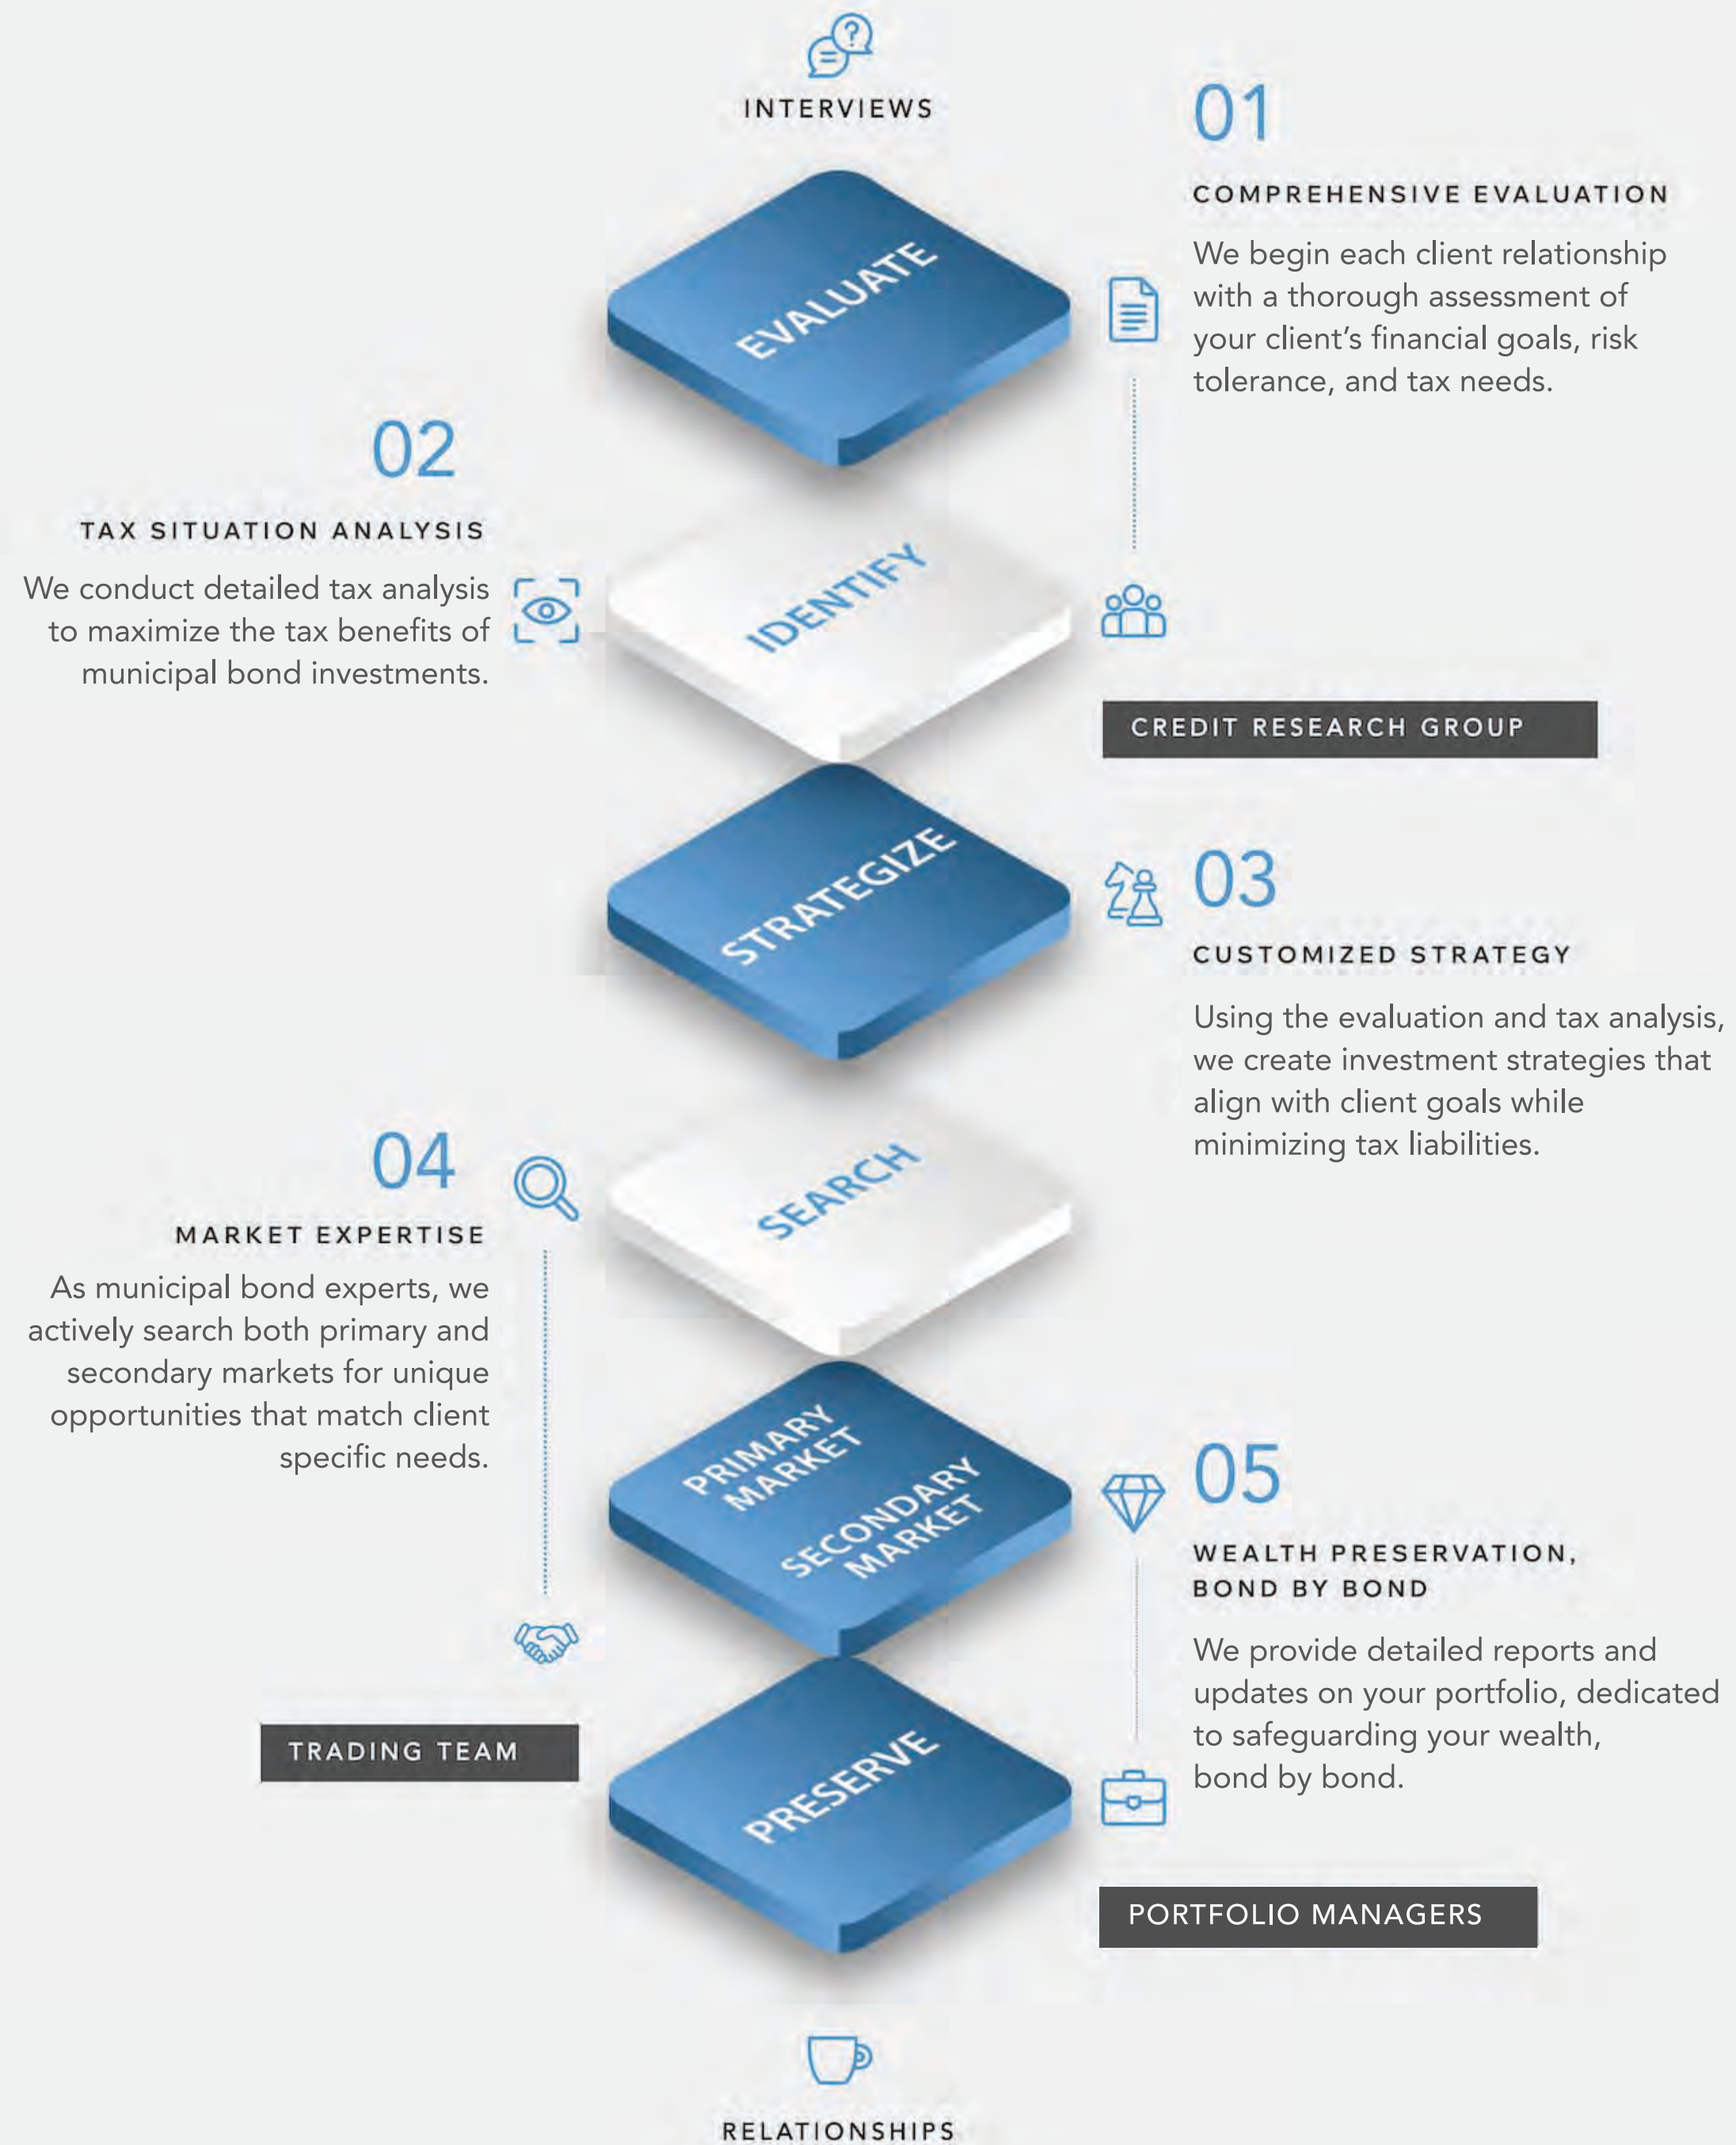 INTERVIEWS
01
COMPREHENSIVE EVALUATION
We begin each client relationship
with a thorough assessment of
your client's financial goals, risk
tolerance, and tax needs.
EVALUATE
02
TAX SITUATION ANALYSIS
We conduct detailed tax analysis
to maximize the tax benefits of
municipal bond investments.
IDENTIFY
CREDIT RESEARCH GROUP
STRATEGIZE
03
CUSTOMIZED STRATEGY
Using the evaluation and tax analysis,
we create investment strategies that
align with client goals while
minimizing tax liabilities.
04
MARKET EXPERTISE
As municipal bond experts, we
actively search both primary and
secondary markets for unique
opportunities that match client
specific needs.
SEARCH
PRIMARY
MARKET
SECONDARY
MARKET
TRADING TEAM
05
WEALTH PRESERVATION,
BOND BY BOND
We provide detailed reports and
updates on your portfolio, dedicated
to safeguarding your wealth,
bond by bond.
PRESERVE
PORTFOLIO MANAGERS
RELATIONSHIPS